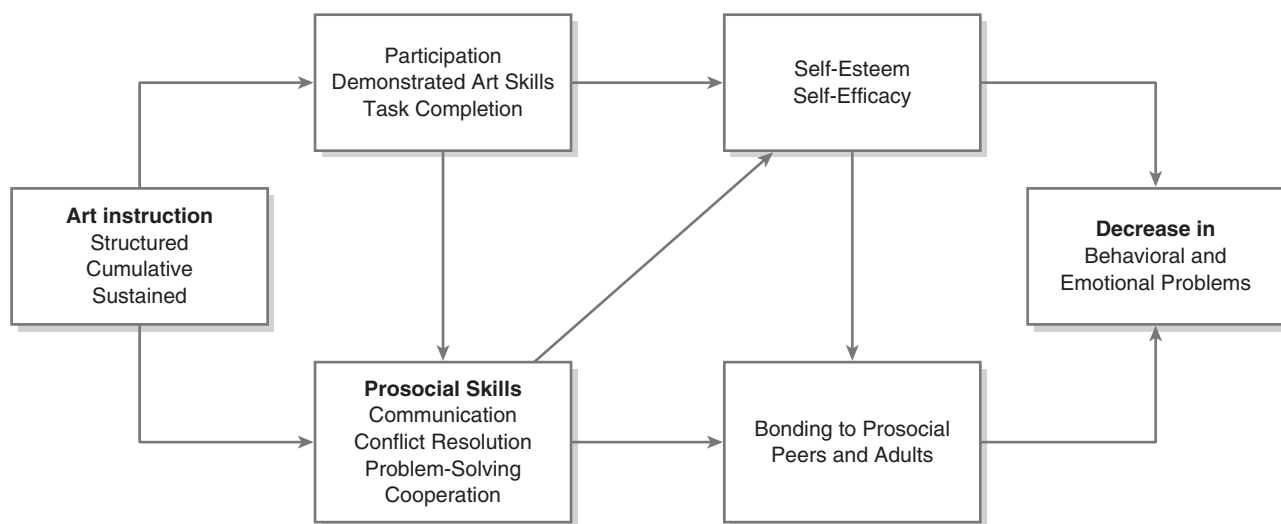 Participation
Demonstrated Art Skills
Task Completion
Self-Esteem
Self-Efficacy
Art instruction
Structured
Cumulative
Sustained
Decrease in
Behavioral and
Emotional Problems
Prosocial Skills
Communication
Conflict Resolution
Problem-Solving
Cooperation
Bonding to Prosocial
Peers and Adults